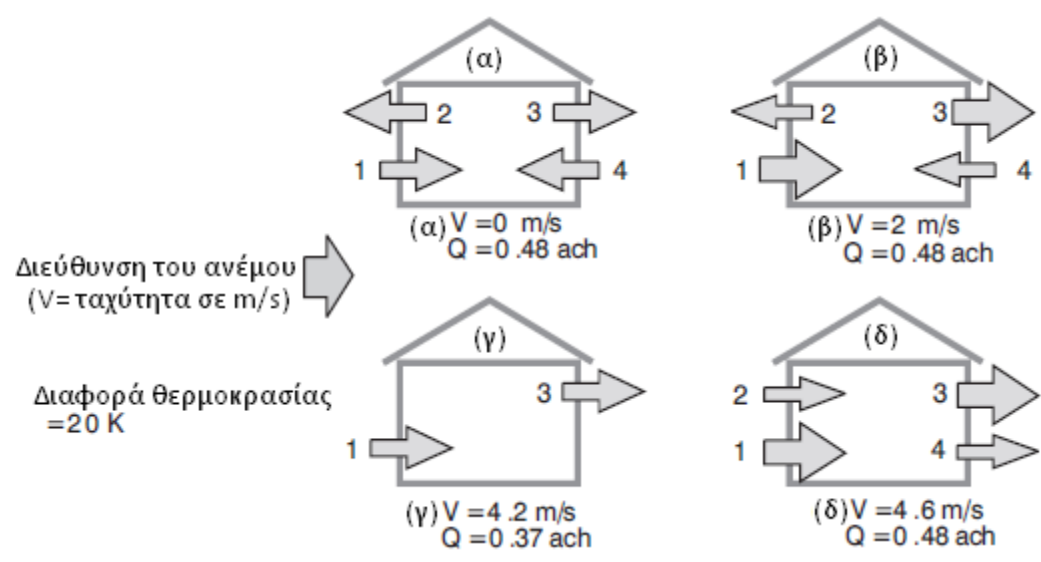 (α)
2 3
1 4
(α) V =0 m/s
Q =0 .48 ach
(β)
2 3
1 4
(β) V =2 m/s
Q =0 .48 ach
Διεύθυνση του ανέμου
(V=ταχύτητα σε m/s)
Διαφορά θερμοκρασίας
=20 K
(γ)
3
1
(γ) V =4 .2 m/s
Q =0 .37 ach
(δ)
2 3
1 4
(δ) V =4 .6 m/s
Q =0 .48 ach